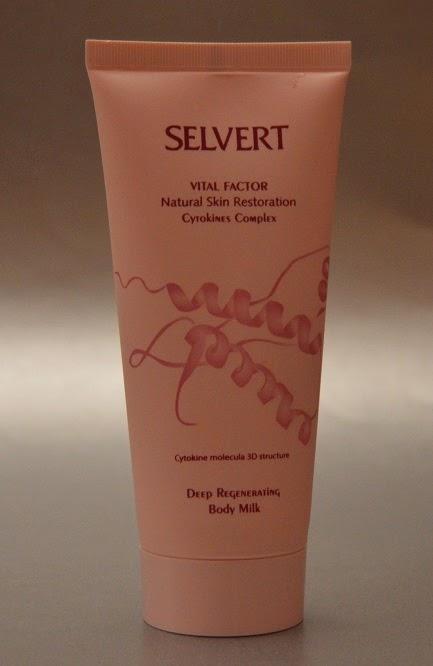 SELVERT
VITAL FACTOR
Natural Skin Restoration
Cytokines Complex
Cytokine molecula 3D structure
Deep Regenerating
Body Milk